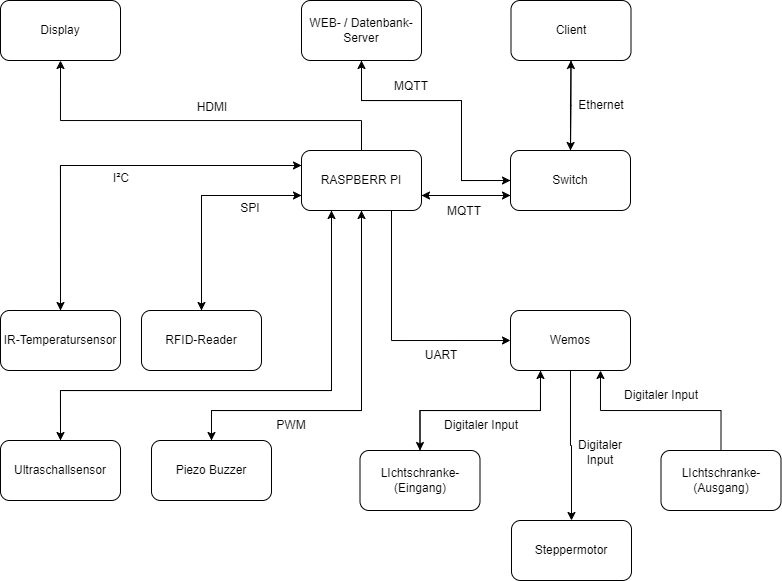 Display
WEB- / Datenbank-
Server
Client
MQTT
HDMI
Ethernet
I²C
RASPBERR PI
Switch
SPI
MQTT
IR-Temperatursensor
RFID-Reader
Wemos
UART
Digitaler Input
PWM
Digitaler Input
Digitaler
Input
Ultraschallsensor
Piezo Buzzer
LIchtschranke-
(Eingang)
LIchtschranke-
(Ausgang)
Steppermotor